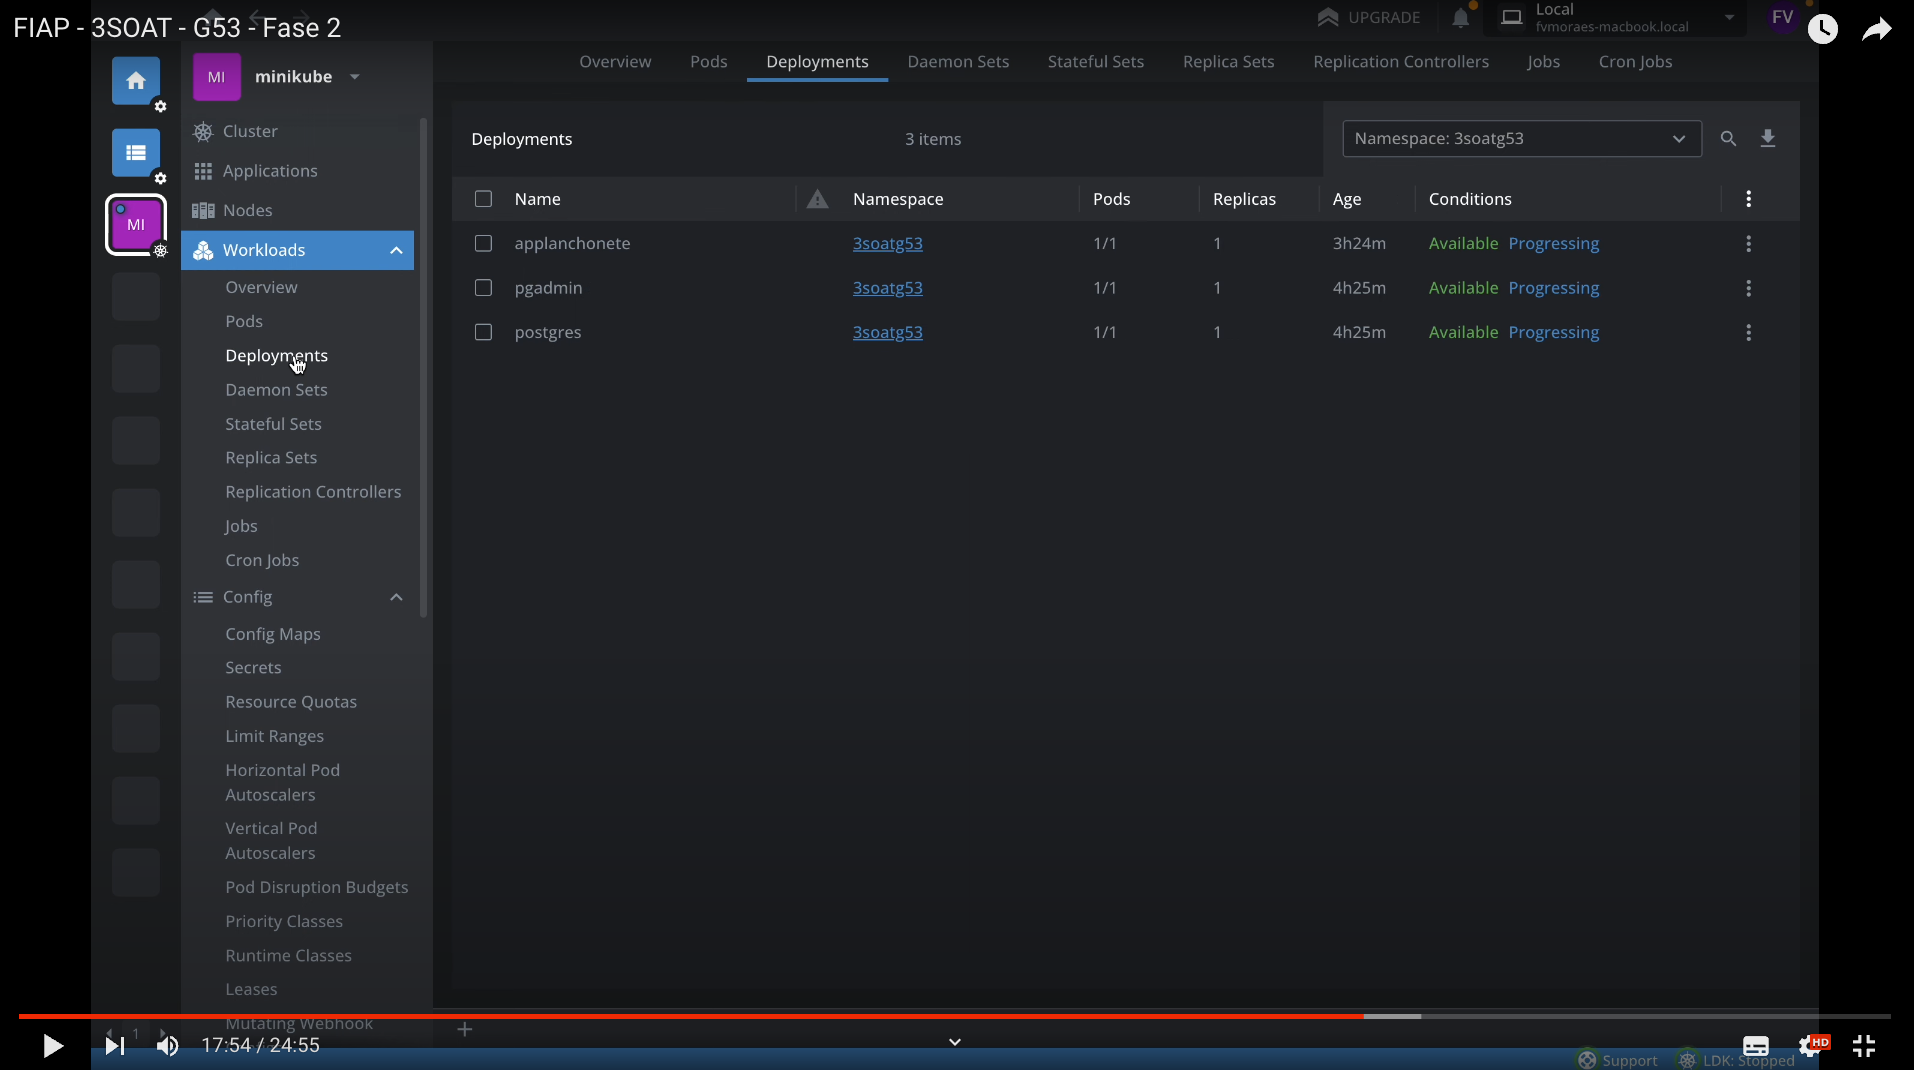 FIAP - 3SOAT - G53 - Fase 2
UPGRADE
Local
fvmoraes-macbook.local
FV
MI
minikube
Overview
Pods
Deployments
Daemon Sets
Stateful Sets
Replica Sets
Replication Controllers
Jobs
Cron Jobs
Cluster
Applications
Nodes
MI
Workloads
Overview
Pods
Deployments
Daemon Sets
Stateful Sets
Replica Sets
Replication Controllers
Jobs
Cron Jobs
Config
Config Maps
Secrets
Resource Quotas
Limit Ranges
Horizontal Pod
Autoscalers
Vertical Pod
Autoscalers
Pod Disruption Budgets
Priority Classes
Runtime Classes
Leases
Mutating Webhook
Deployments 3 items Namespace: 3soatg53
Name Namespace Pods Replicas Age Conditions
applanchonete 3soatg53 1/1 1 3h24m Available Progressing
pgadmin 3soatg53 1/1 1 4h25m Available Progressing
postgres 3soatg53 1/1 1 4h25m Available Progressing
1
17:54 / 24:55
HD
Support
LDK: Stopped